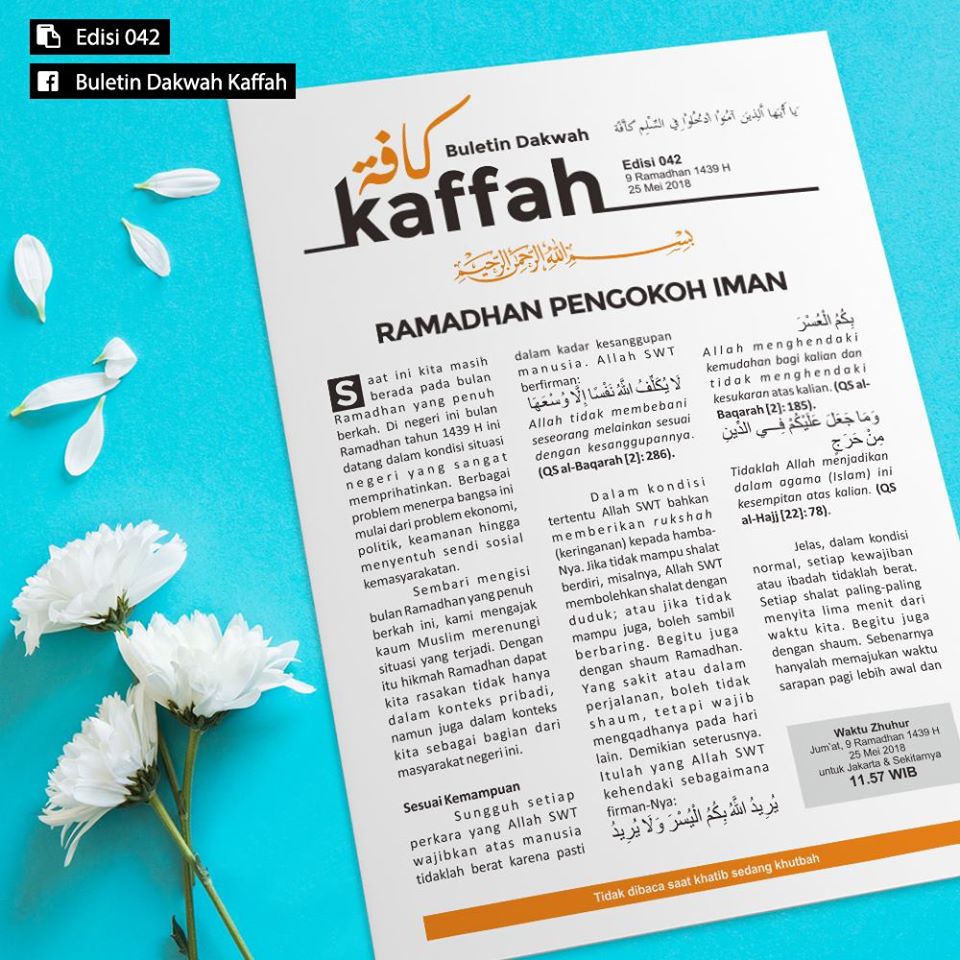 Edisi 042
Buletin Dakwah Kaffah
كافة
Buletin Dakwah
kaffah
يَا أَيُّهَا الَّذِينَ آمَنُوا ادْخُلُوا فِي السِّلْمِ كَافَّةً
Edisi 042
9 Ramadhan 1439 H
25 Mei 2018
بِسْمِ اللهِ الرَّحْمٰنِ الرَّحِيْمِ
RAMADHAN PENGOKOH IMAN
Saat ini kita masih
berada pada bulan
Ramadhan yang penuh
berkah. Di negeri ini bulan
Ramadhan tahun 1439 H ini
datang dalam kondisi situasi
negeri yang sangat
memprihatinkan. Berbagai
problem menerpa bangsa ini
mulai dari problem ekonomi,
politik, keamanan hingga
menyentuh sendi sosial
kemasyarakatan.
Sembari mengisi
bulan Ramadhan yang penuh
berkah ini, kami mengajak
kaum Muslim merenungi
situasi yang terjadi. Dengan
itu hikmah Ramadhan dapat
kita rasakan tidak hanya
dalam konteks pribadi,
namun juga dalam konteks
kita sebagai bagian dari
masyarakat negeri ini.
Sesuai Kemampuan
Sungguh setiap
perkara yang Allah SWT
wajibkan atas manusia
tidaklah berat karena pasti
dalam kadar kesanggupan
manusia. Allah SWT
berfirman:
لَا يُكَلِّفُ اللَّهُ نَفْسًا إِلَّا وُسْعَهَا
Allah tidak membebani
seseorang melainkan sesuai
dengan kesanggupannya.
(QS al-Baqarah [2]: 286).
Dalam kondisi
tertentu Allah SWT bahkan
memberikan rukshah
(keringanan) kepada hamba-
Nya. Jika tidak mampu shalat
berdiri, misalnya, Allah SWT
membolehkan shalat dengan
duduk; atau jika tidak
mampu juga, boleh sambil
berbaring. Begitu juga
dengan shaum Ramadhan.
Yang sakit atau dalam
perjalanan, boleh tidak
shaum, tetapi wajib
mengqadhanya pada hari
lain. Demikian seterusnya.
Itulah yang Allah SWT
kehendaki sebagaimana
firman-Nya:
يُرِيدُ اللَّهُ بِكُمُ الْيُسْرَ وَلَا يُرِيدُ
بِكُمُ الْعُسْرَ
Allah menghendaki
kemudahan bagi kalian dan
tidak menghendaki
kesukaran atas kalian. (QS al-
Baqarah [2]: 185).
وَمَا جَعَلَ عَلَيْكُمْ فِي الدِّينِ
مِنْ حَرَجٍ
Tidaklah Allah menjadikan
dalam agama (Islam) ini
kesempitan atas kalian. (QS
al-Hajj [22]: 78).
Jelas, dalam kondisi
normal, setiap kewajiban
atau ibadah tidaklah berat.
Setiap shalat paling-paling
menyita lima menit dari
waktu kita. Begitu juga
dengan shaum. Sebenarnya
hanyalah memajukan waktu
sarapan pagi lebih awal dan
Waktu Zhuhur
Jum'at, 9 Ramadhan 1439 H
25 Mei 2018
untuk Jakarta & Sekitarnya
11.57 WIB
Tidak dibaca saat khatib sedang khutbah